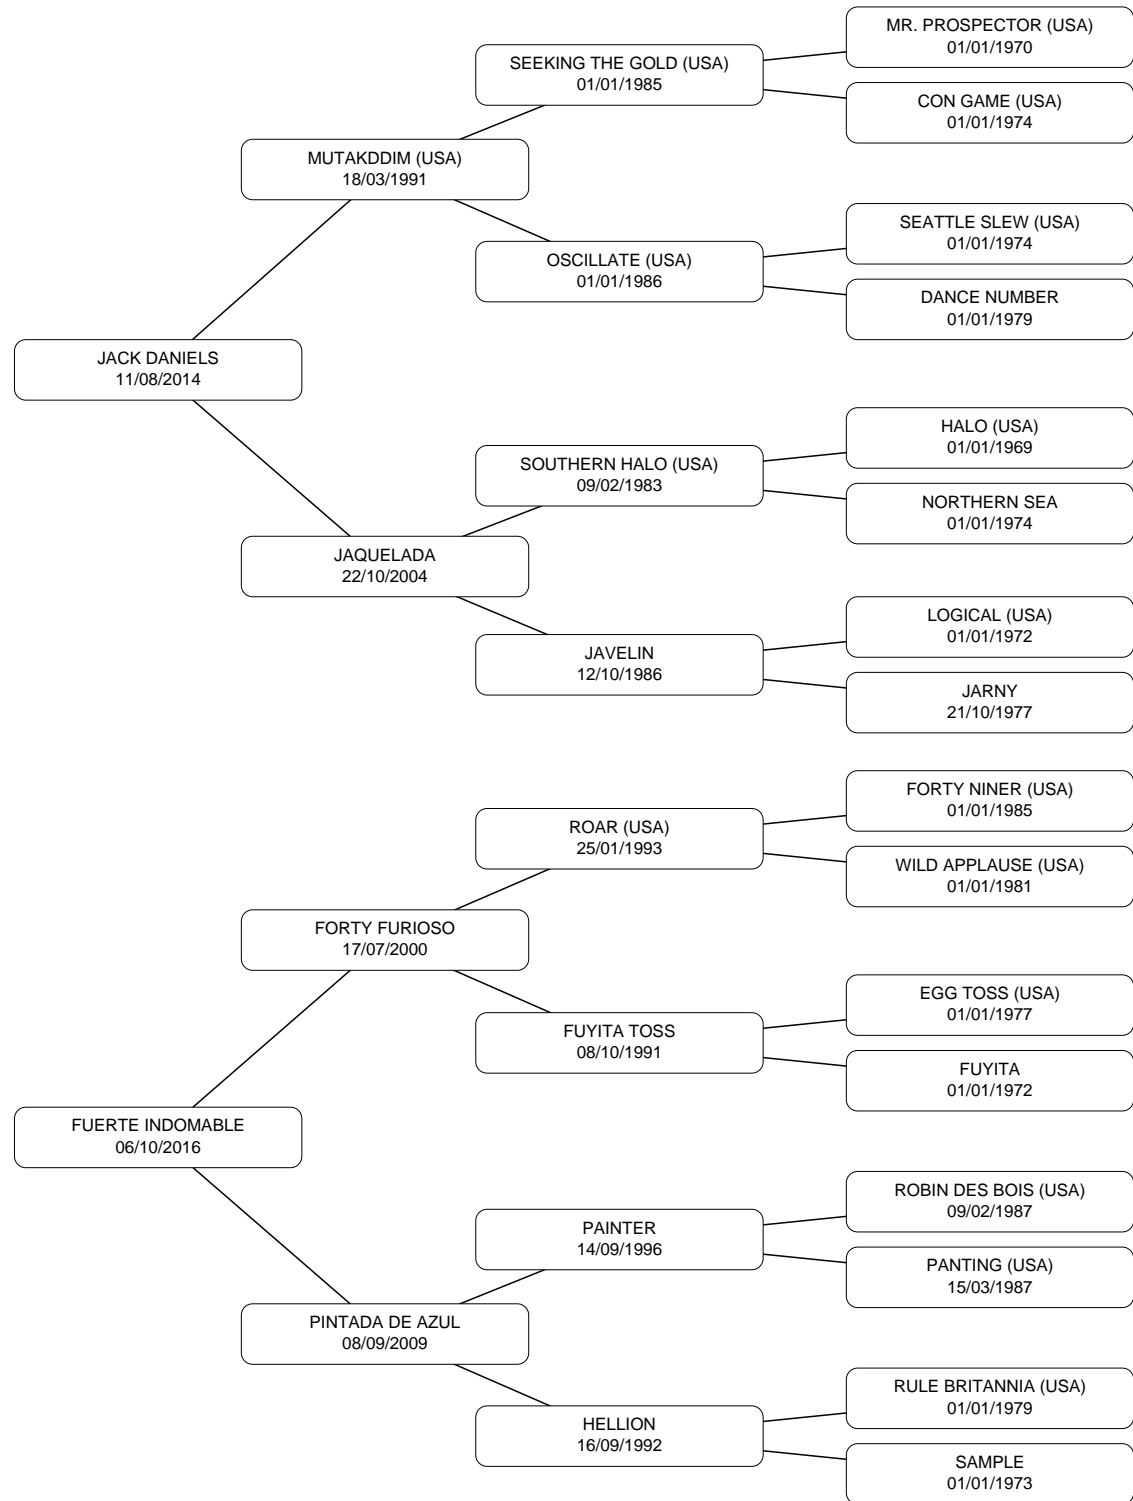 MR. PROSPECTOR (USA)
01/01/1970
SEEKING THE GOLD (USA)
01/01/1985
CON GAME (USA)
01/01/1974
MUTAKDDIM (USA)
18/03/1991
SEATTLE SLEW (USA)
01/01/1974
OSCILLATE (USA)
01/01/1986
DANCE NUMBER
01/01/1979
JACK DANIELS
11/08/2014
HALO (USA)
01/01/1969
SOUTHERN HALO (USA)
09/02/1983
NORTHERN SEA
01/01/1974
JAQUELADA
22/10/2004
LOGICAL (USA)
01/01/1972
JAVELIN
12/10/1986
JARNY
21/10/1977
FORTY NINER (USA)
01/01/1985
ROAR (USA)
25/01/1993
WILD APPLAUSE (USA)
01/01/1981
FORTY FURIOSO
17/07/2000
EGG TOSS (USA)
01/01/1977
FUYITA TOSS
08/10/1991
FUYITA
01/01/1972
FUERTE INDOMABLE
06/10/2016
ROBIN DES BOIS (USA)
09/02/1987
PAINTER
14/09/1996
PANTING (USA)
15/03/1987
PINTADA DE AZUL
08/09/2009
RULE BRITANNIA (USA)
01/01/1979
HELLION
16/09/1992
SAMPLE
01/01/1973